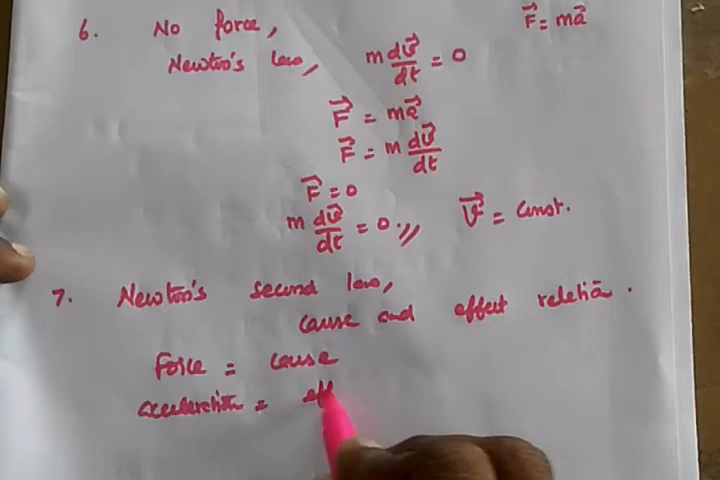 6. No force, F⃗ = ma⃗
Newton's law, m dv⃗/dt = 0
F⃗ = ma⃗
F⃗ = m dv⃗/dt
F⃗ = 0
m dv⃗/dt = 0 // V⃗ = Const.
7. Newton's second law,
cause and effect relation.
Force = cause
acceleration = eff